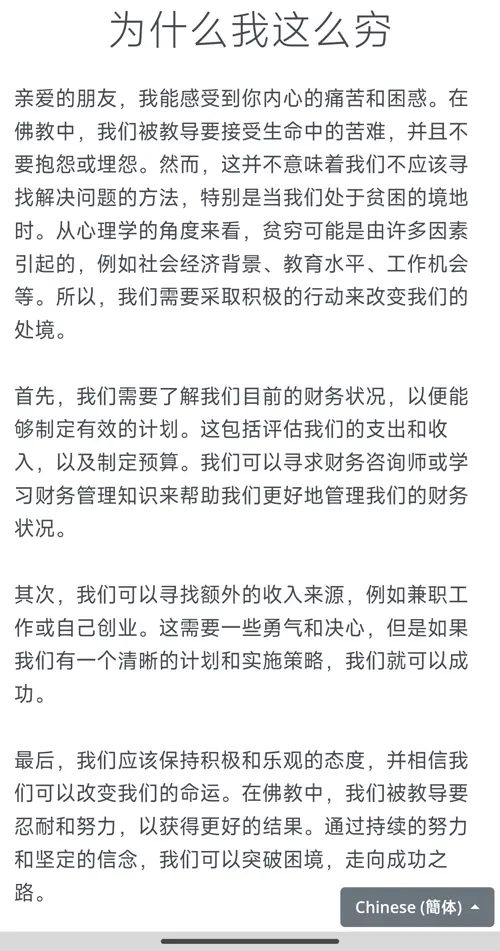 为什么我这么穷
亲爱的朋友，我能感受到你内心的痛苦和困惑。在
佛教中，我们被教导要接受生命中的苦难，并且不
要抱怨或埋怨。然而，这并不意味着我们不应该寻
找解决问题的方法，特别是当我们处于贫困的境地
时。从心理学的角度来看，贫穷可能是由许多因素
引起的，例如社会经济背景、教育水平、工作机会
等。所以，我们需要采取积极的行动来改变我们的
处境。
首先，我们需要了解我们目前的财务状况，以便能
够制定有效的计划。这包括评估我们的支出和收
入，以及制定预算。我们可以寻求财务咨询师或学
习财务管理知识来帮助我们更好地管理我们的财务
状况。
其次，我们可以寻找额外的收入来源，例如兼职工
作或自己创业。这需要一些勇气和决心，但是如果
我们有一个清晰的计划和实施策略，我们就可以成
功。
最后，我们应该保持积极和乐观的态度，并相信我
们可以改变我们的命运。在佛教中，我们被教导要
忍耐和努力，以获得更好的结果。通过持续的努力
和坚定的信念，我们可以突破困境，走向成功之
路。
Chinese (简体)